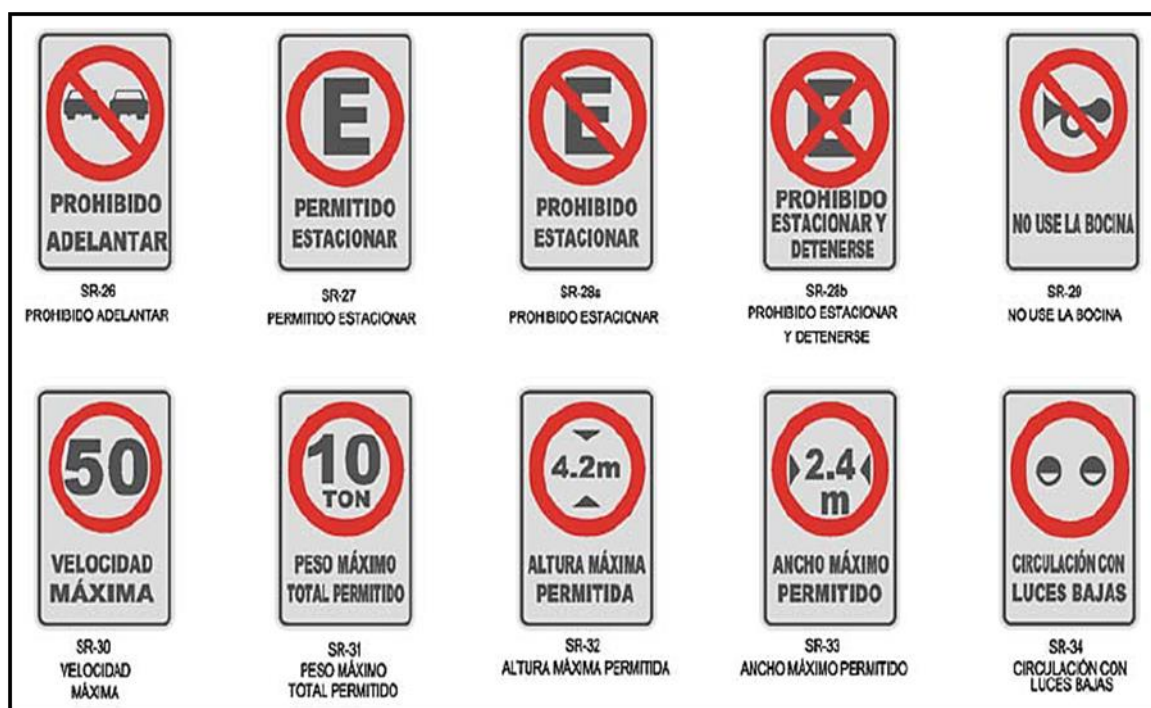 PROHIBIDO
ADELANTAR
SR-26
PROHIBIDO ADELANTAR
E
PERMITIDO
ESTACIONAR
SR-27
PERMITIDO ESTACIONAR
E
PROHIBIDO
ESTACIONAR
SR-28a
PROHIBIDO ESTACIONAR
E
PROHIBIDO
ESTACIONAR Y
DETENERSE
SR-28b
PROHIBIDO ESTACIONAR
Y DETENERSE
NO USE LA BOCINA
SR-29
NO USE LA BOCINA
50
VELOCIDAD
MÁXIMA
SR-30
VELOCIDAD
MÁXIMA
10
TON
PESO MÁXIMO
TOTAL PERMITIDO
SR-31
PESO MÁXIMO
TOTAL PERMITIDO
4.2m
ALTURA MÁXIMA
PERMITIDA
SR-32
ALTURA MÁXIMA PERMITIDA
2.4
m
ANCHO MÁXIMO
PERMITIDO
SR-33
ANCHO MÁXIMO PERMITIDO
CIRCULACIÓN CON
LUCES BAJAS
SR-34
CIRCULACIÓN CON
LUCES BAJAS